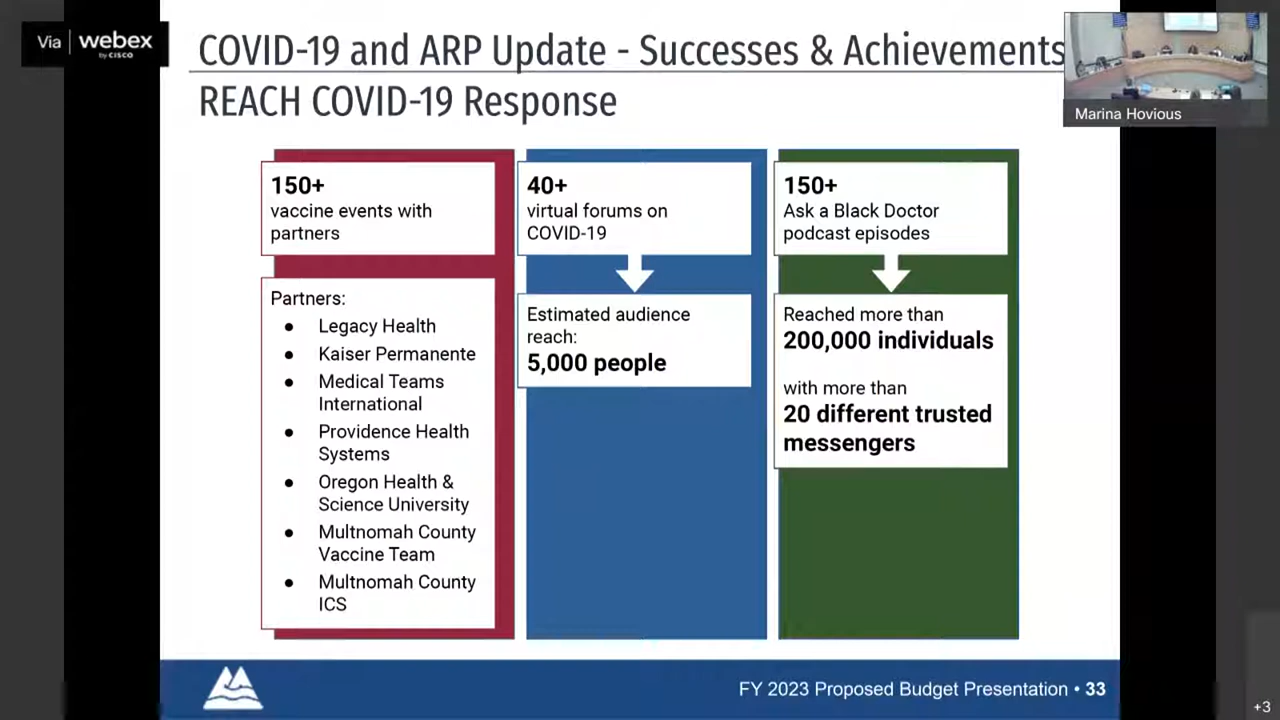 Via webex
by CISCO
COVID-19 and ARP Update - Successes & Achievements
REACH COVID-19 Response
Marina Hovious
150+
vaccine events with
partners
Partners:
● Legacy Health
● Kaiser Permanente
● Medical Teams
International
● Providence Health
Systems
● Oregon Health &
Science University
● Multnomah County
Vaccine Team
● Multnomah County
ICS
40+
virtual forums on
COVID-19
Estimated audience
reach:
5,000 people
150+
Ask a Black Doctor
podcast episodes
Reached more than
200,000 individuals
with more than
20 different trusted
messengers
FY 2023 Proposed Budget Presentation • 33
+3